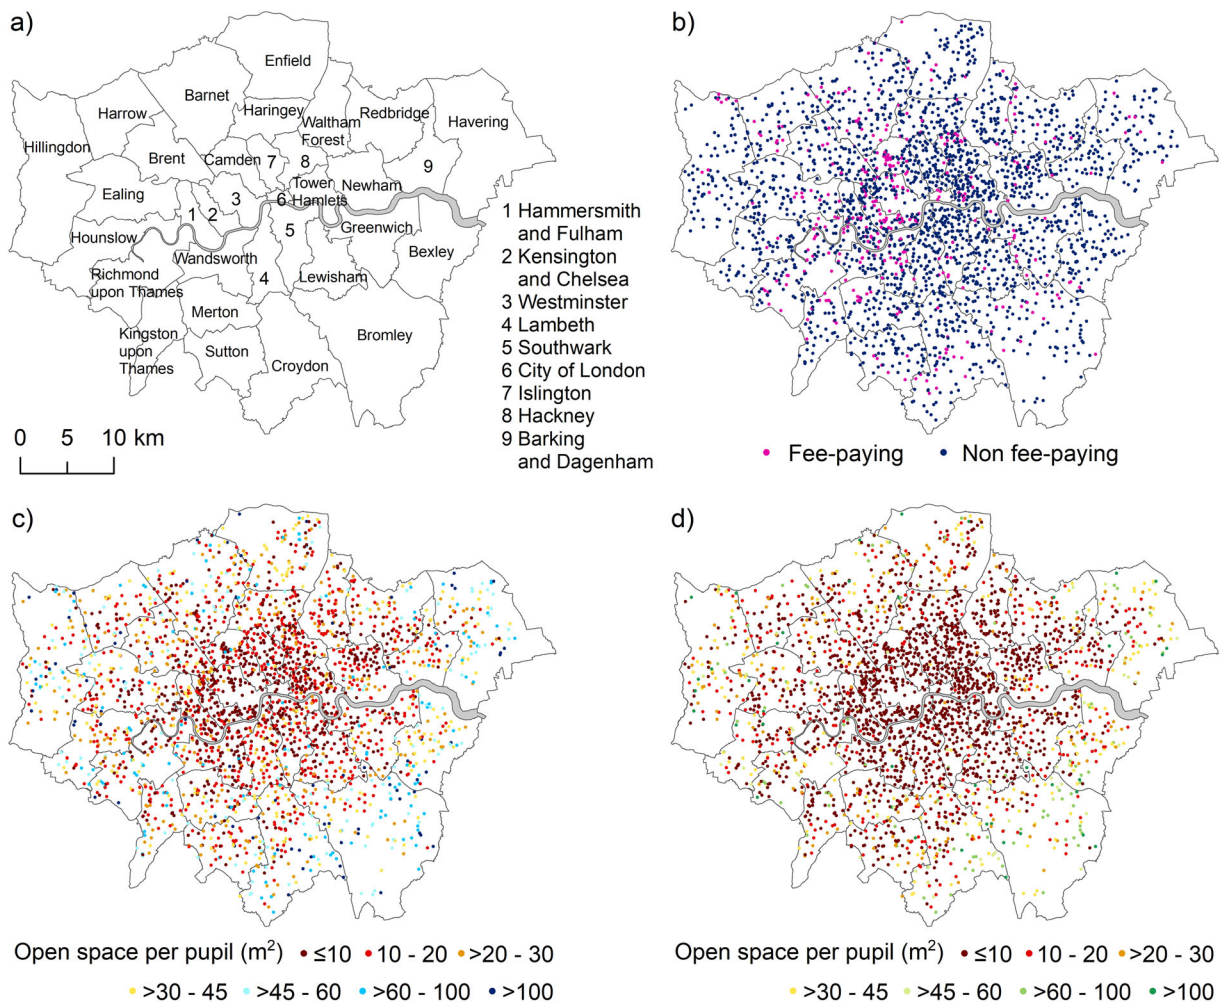 a)
Enfield
Barnet
Haringey
Harrow
Redbridge
Havering
Waltham
Forest
Hillingdon
Brent
Camden
7
8
9
Ealing
Tower
Hamlets
Newham
1
2
3
6
Hounslow
5
Greenwich
Wandsworth
Bexley
Richmond
upon Thames
4
Lewisham
Merton
Kingston
upon
Thames
Sutton
Croydon
Bromley
0 5 10 km
1 Hammersmith
and Fulham
2 Kensington
and Chelsea
3 Westminster
4 Lambeth
5 Southwark
6 City of London
7 Islington
8 Hackney
9 Barking
and Dagenham
b)
Fee-paying Non fee-paying
c)
Open space per pupil (m²) ≤10 10 - 20 >20 - 30
>30 - 45 >45 - 60 >60 - 100 >100
d)
Open space per pupil (m²) ≤10 10 - 20 >20 - 30
>30 - 45 >45 - 60 >60 - 100 >100